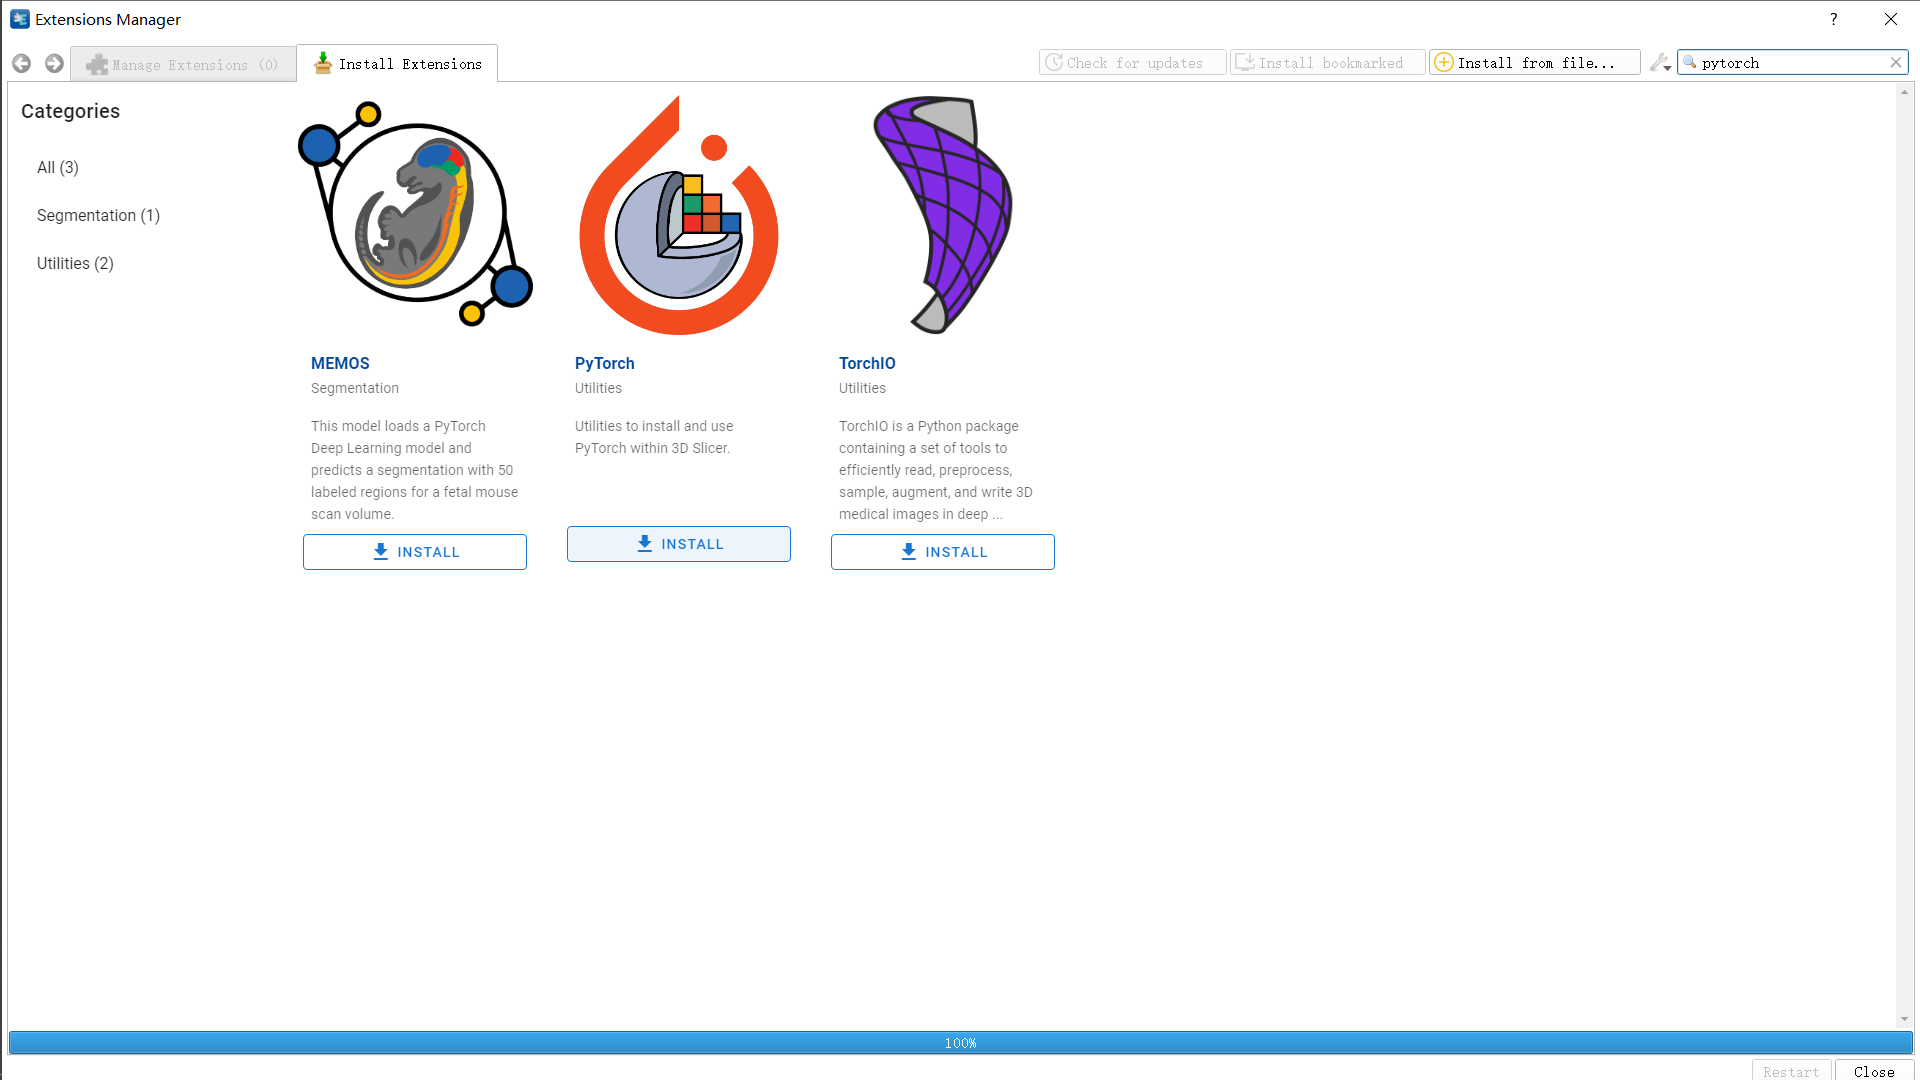 Extensions Manager
?
Manage Extensions (0)
Install Extensions
Check for updates
Install bookmarked
Install from file...
pytorch
Categories
All (3)
Segmentation (1)
Utilities (2)
MEMOS
Segmentation
This model loads a PyTorch
Deep Learning model and
predicts a segmentation with 50
labeled regions for a fetal mouse
scan volume.
INSTALL
PyTorch
Utilities
Utilities to install and use
PyTorch within 3D Slicer.
INSTALL
TorchIO
Utilities
TorchIO is a Python package
containing a set of tools to
efficiently read, preprocess,
sample, augment, and write 3D
medical images in deep ...
INSTALL
100%
Restart
Close